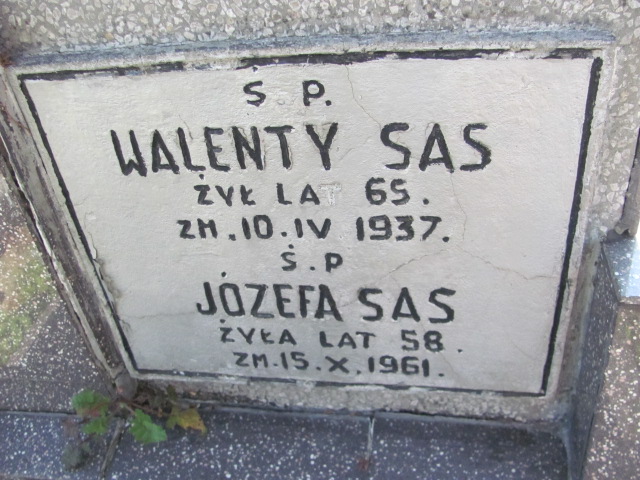 Ś. P.
WALENTY SAS
ŻYŁ LAT 65.
ZM. 10. IV 1937.
Ś. P
JÓZEFA SAS
ŻYŁA LAT 58.
ZM. 15. X. 1961.